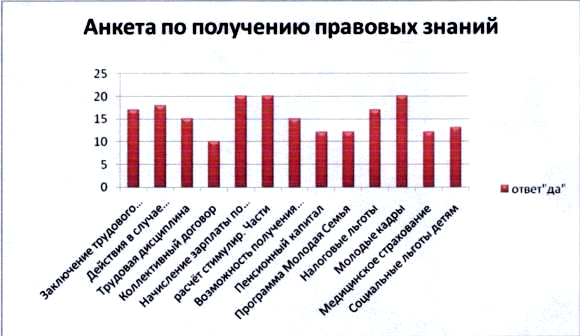 Анкета по получению правовых знаний
25
20
15
10
5
0
Заключение трудового...
Действия в случае...
Трудовая дисциплина
Коллективный договор
Начисление зарплаты по...
расчёт стимулир. Части
Возможность получения...
Пенсионный капитал
Программа Молодая Семья
Налоговые льготы
Молодые кадры
Медицинское страхование
Социальные льготы детям
ответ"да"